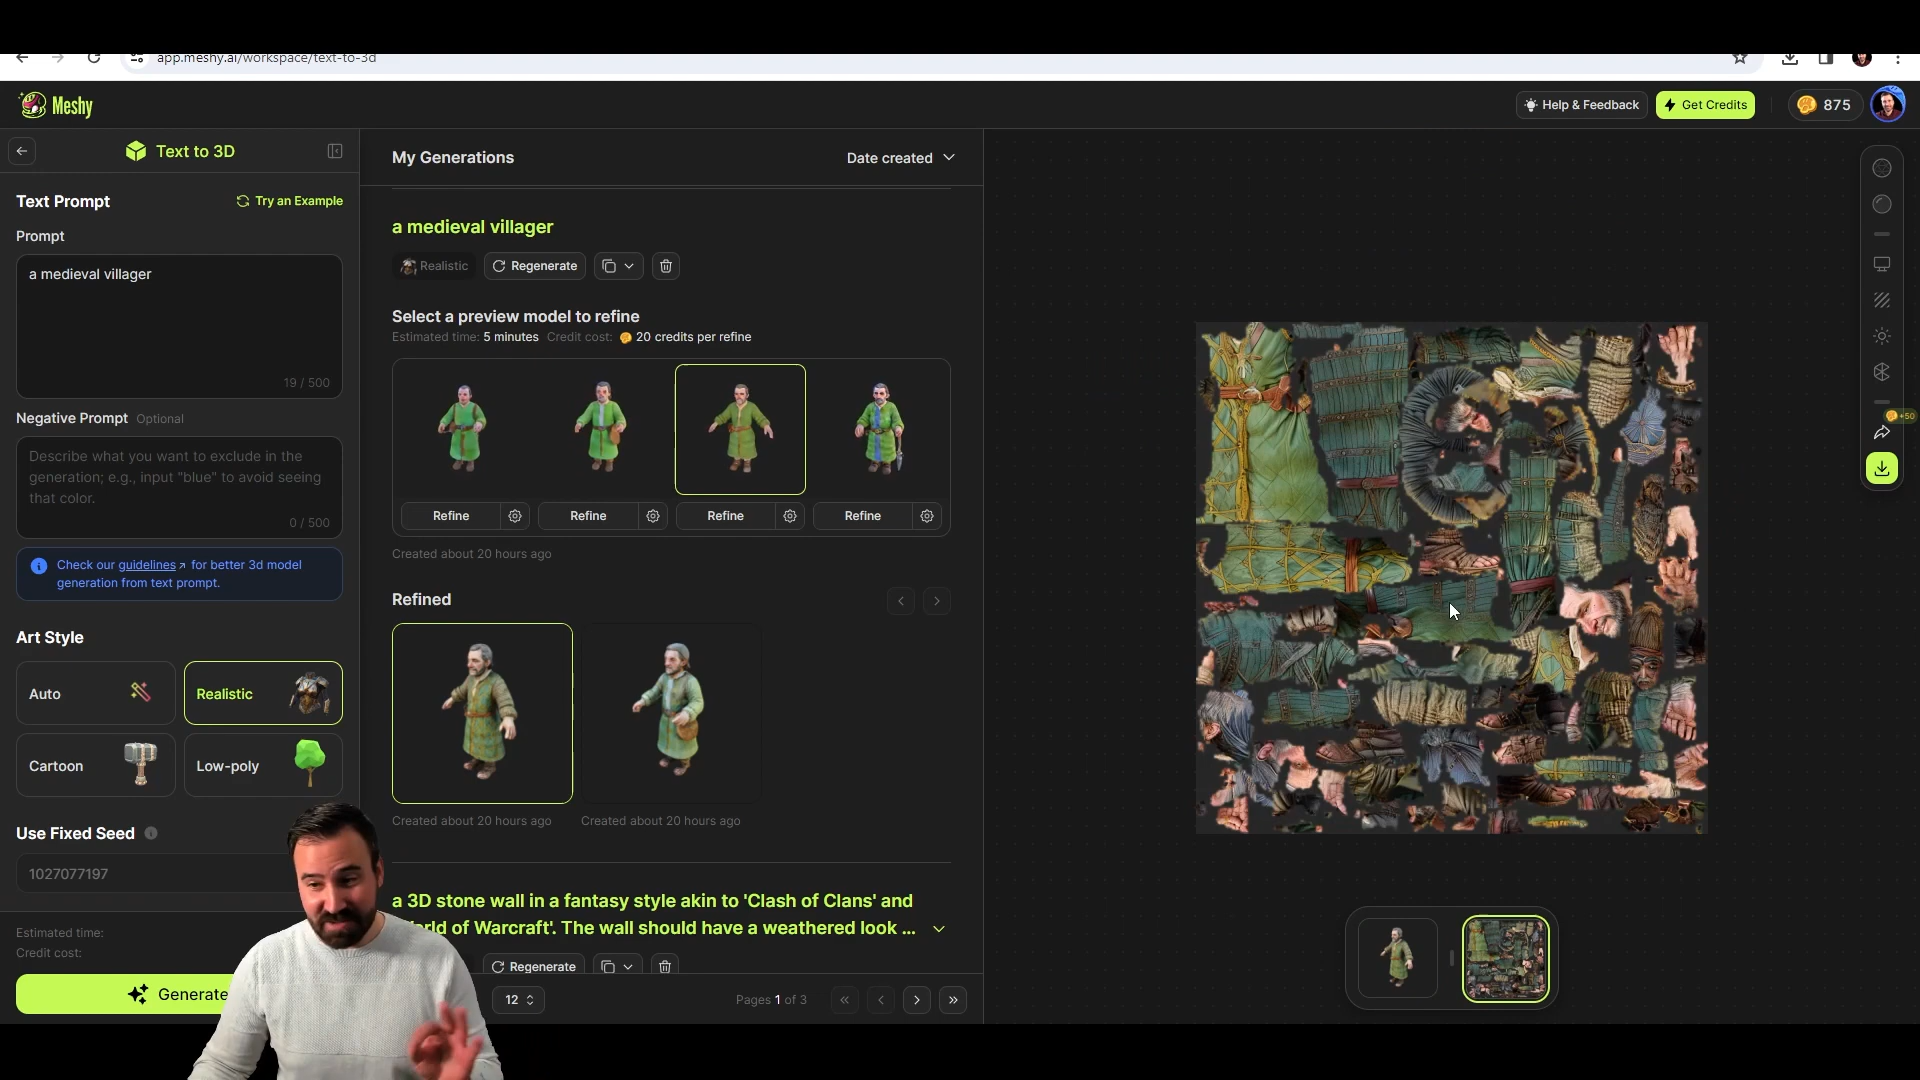 app.meshy.ai/workspace/text-to-3d
Meshy
Help & Feedback
Get Credits
875
Text to 3D
Text Prompt
Try an Example
Prompt
a medieval villager
19 / 500
Negative Prompt Optional
Describe what you want to exclude in the
generation; e.g., input "blue" to avoid seeing
that color.
0 / 500
Check our guidelines for better 3d model
generation from text prompt.
Art Style
Auto
Realistic
Cartoon
Low-poly
Use Fixed Seed
1027077197
Estimated time:
Credit cost:
Generate
My Generations
Date created
a medieval villager
Realistic
Regenerate
Select a preview model to refine
Estimated time: 5 minutes Credit cost: 20 credits per refine
Refine
Refine
Refine
Refine
Created about 20 hours ago
Refined
Created about 20 hours ago
Created about 20 hours ago
a 3D stone wall in a fantasy style akin to 'Clash of Clans' and
of Warcraft'. The wall should have a weathered look ...
Regenerate
12
Pages 1 of 3
+50